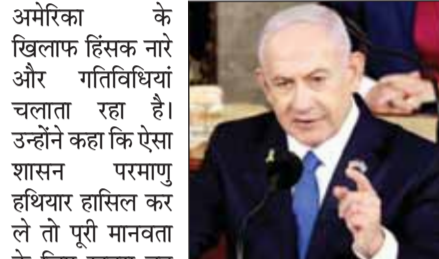 अमेरिका के
खिलाफ हिंसक नारे
और गतिविधियां
चलाता रहा है।
उन्होंने कहा कि ऐसा
शासन परमाणु
हथियार हासिल कर
ले तो पूरी मानवता